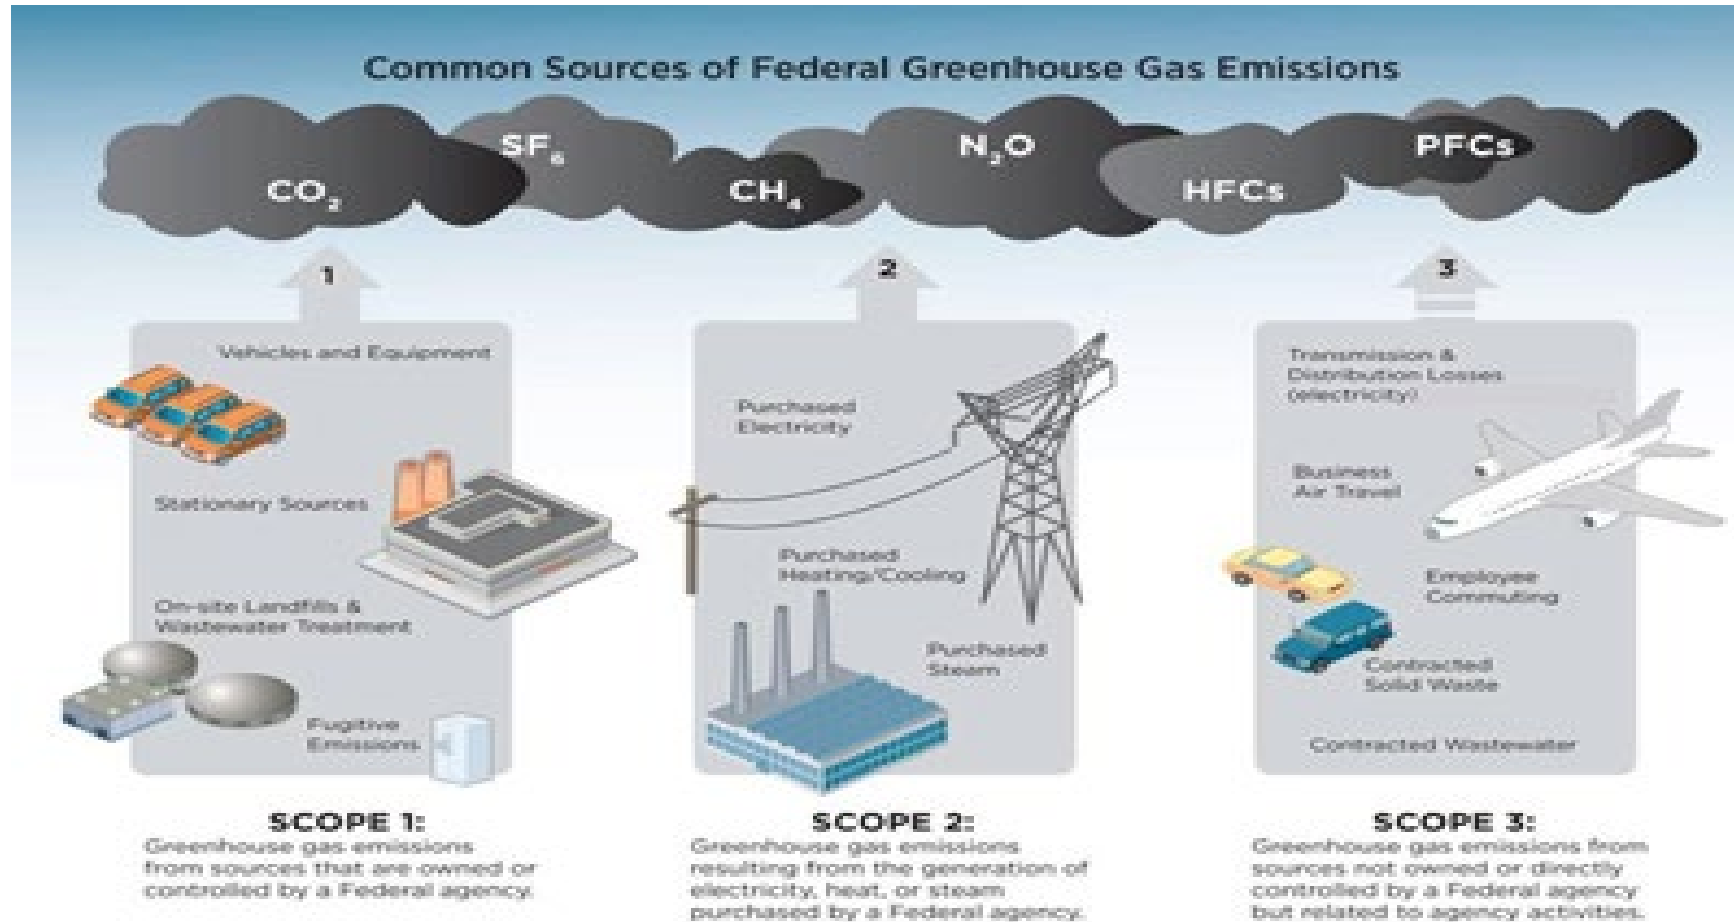 Common Sources of Federal Greenhouse Gas Emissions
SF₆
N₂O
PFCs
CO₂
CH₄
HFCs
1
2
3
Vehicles and Equipment
Stationary Sources
On-site Landfills &
Wastewater Treatment
Fugitive
Emissions
Purchased
Electricity
Purchased
Heating/Cooling
Purchased
Steam
Transmission &
Distribution Losses
(electricity)
Business
Air Travel
Employee
Commuting
Contracted
Solid Waste
Contracted Wastewater
SCOPE 1:
Greenhouse gas emissions
from sources that are owned or
controlled by a Federal agency.
SCOPE 2:
Greenhouse gas emissions
resulting from the generation of
electricity, heat, or steam
purchased by a Federal agency.
SCOPE 3:
Greenhouse gas emissions from
sources not owned or directly
controlled by a Federal agency
but related to agency activities.